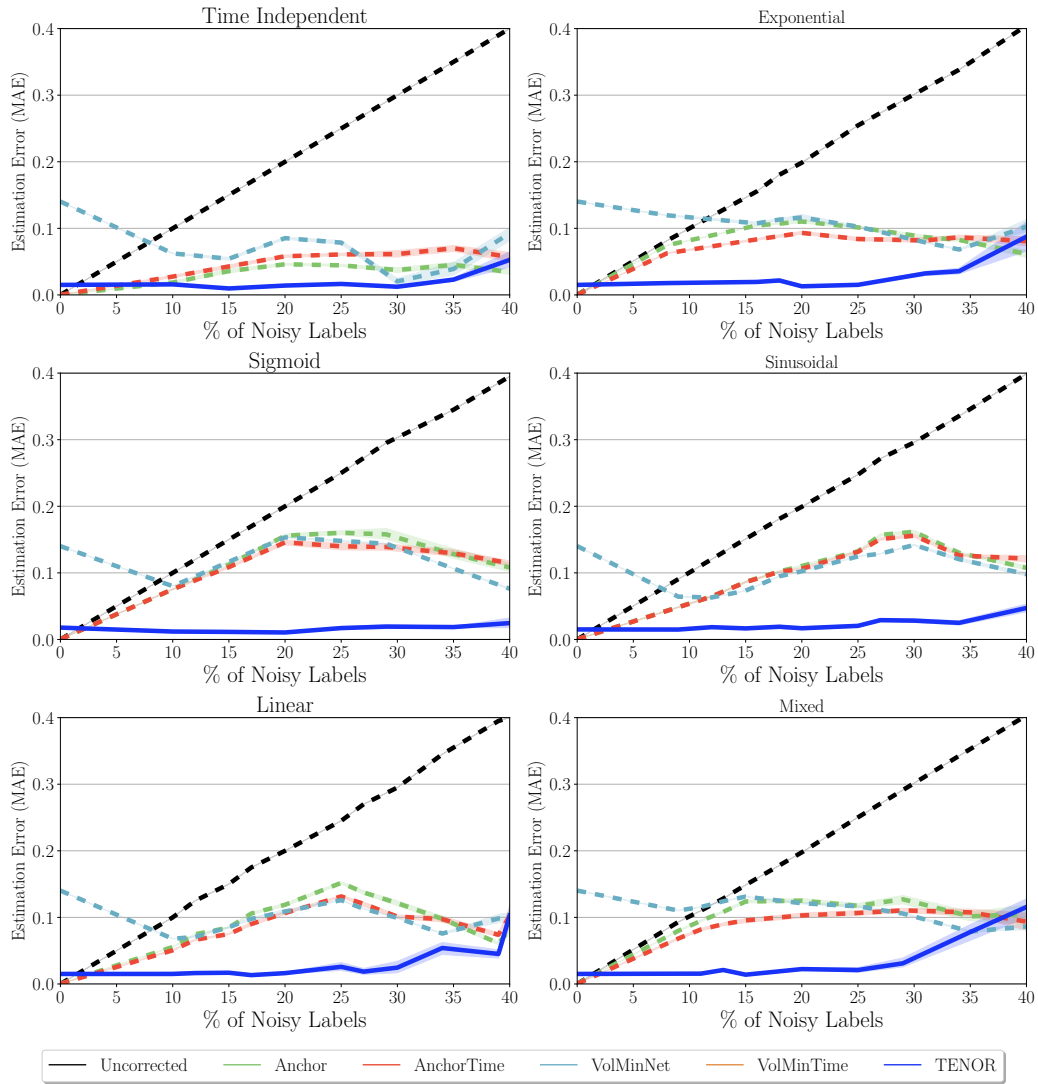 Time Independent
Exponential
Estimation Error (MAE)
0.4
0.3
0.2
0.1
0.0
0 5 10 15 20 25 30 35 40
% of Noisy Labels
Estimation Error (MAE)
0.4
0.3
0.2
0.1
0.0
0 5 10 15 20 25 30 35 40
% of Noisy Labels
Sigmoid
Sinusoidal
Estimation Error (MAE)
0.4
0.3
0.2
0.1
0.0
0 5 10 15 20 25 30 35 40
% of Noisy Labels
Estimation Error (MAE)
0.4
0.3
0.2
0.1
0.0
0 5 10 15 20 25 30 35 40
% of Noisy Labels
Linear
Mixed
Estimation Error (MAE)
0.4
0.3
0.2
0.1
0.0
0 5 10 15 20 25 30 35 40
% of Noisy Labels
Estimation Error (MAE)
0.4
0.3
0.2
0.1
0.0
0 5 10 15 20 25 30 35 40
% of Noisy Labels
Uncorrected Anchor AnchorTime VolMinNet VolMinTime TENOR